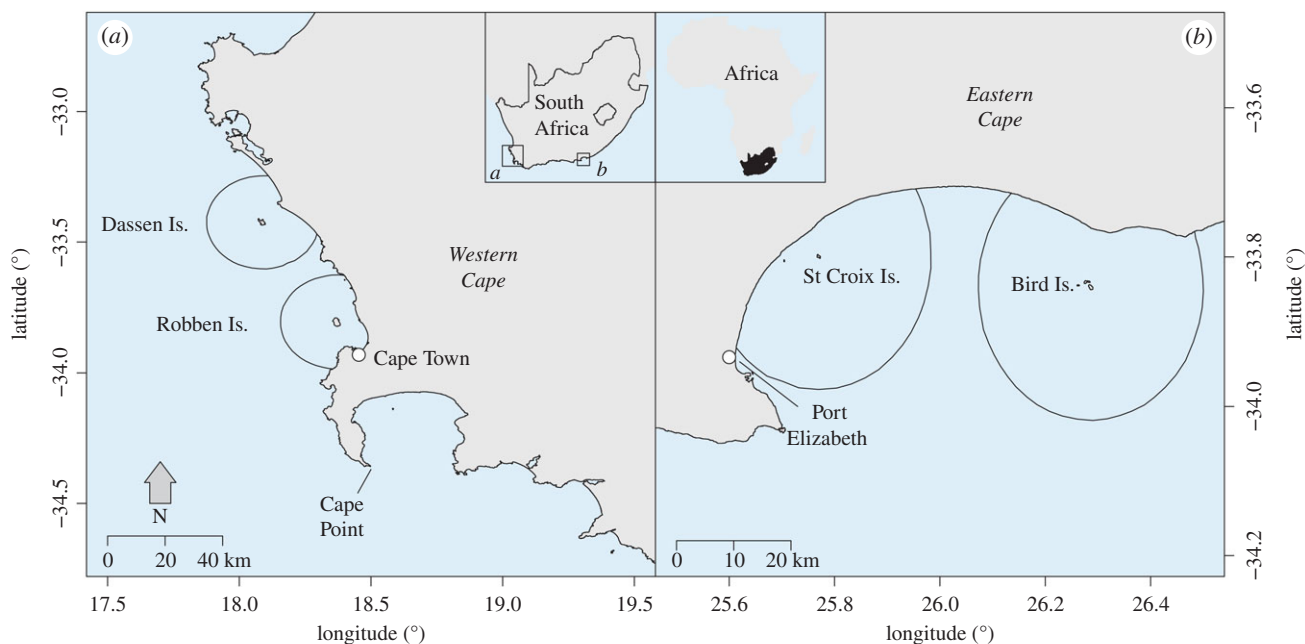 (a)
(b)
South
Africa
a
b
Africa
Eastern
Cape
Dassen Is.
Robben Is.
Western
Cape
Cape Town
Cape
Point
N
0 20 40 km
St Croix Is.
Bird Is.
Port
Elizabeth
0 10 20 km
latitude (°)
−33.0
−33.5
−34.0
−34.5
17.5 18.0 18.5 19.0 19.5
longitude (°)
25.6 25.8 26.0 26.2 26.4
longitude (°)
−33.6
−33.8
−34.0
−34.2
latitude (°)